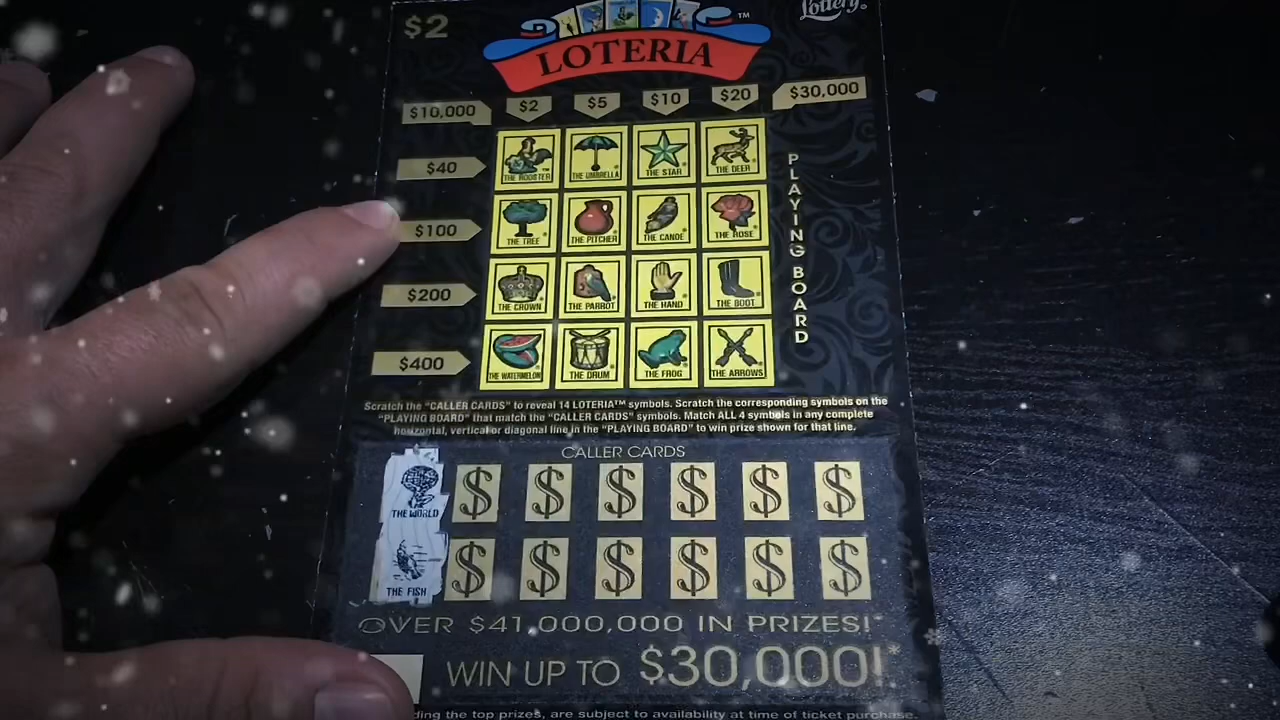 $2
Lottery
LOTERIA™
$10,000 $2 $5 $10 $20 $30,000
$40
THE ROOSTER THE UMBRELLA THE STAR THE DEER
$100
THE TREE THE PITCHER THE CANOE THE ROSE
$200
THE CROWN THE PARROT THE HAND THE BOOT
$400
THE WATERMELON THE DRUM THE FROG THE ARROWS
PLAYING BOARD
Scratch the "CALLER CARDS" to reveal 14 LOTERIA™ symbols. Scratch the corresponding symbols on the
"PLAYING BOARD" that match the "CALLER CARDS" symbols. Match ALL 4 symbols in any complete
horizontal, vertical or diagonal line in the "PLAYING BOARD" to win prize shown for that line.
CALLER CARDS
THE WORLD $ $ $ $ $ $
THE FISH $ $ $ $ $ $
OVER $41,000,000 IN PRIZES!*
WIN UP TO $30,000!*
ding the top prizes, are subject to availability at time of ticket purchase.